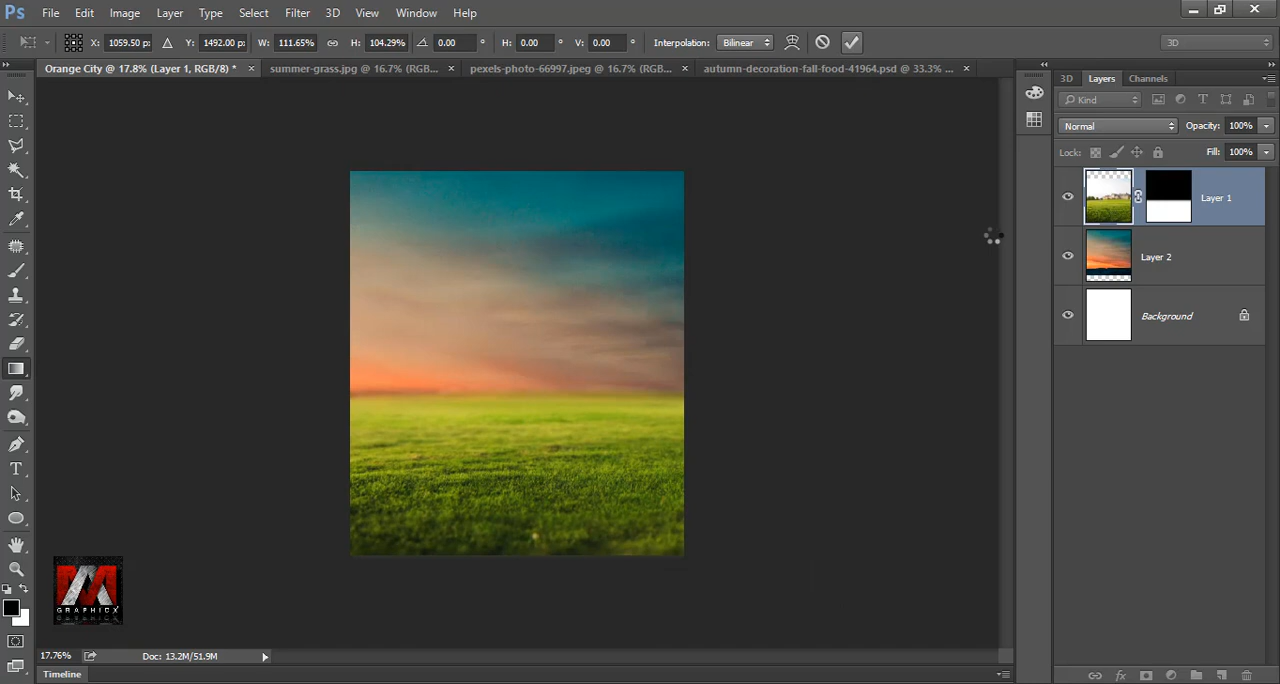 Ps File Edit Image Layer Type Select Filter 3D View Window Help
X: 1059.50 p: Y: 1492.00 p: W: 111.65% H: 104.29% 0.00 ° H: 0.00 ° V: 0.00 ° Interpolation: Bilinear 3D
Orange City @ 17.8% (Layer 1, RGB/8) * × summer-grass.jpg @ 16.7% (RGB... × pexels-photo-66997.jpeg @ 16.7% (RGB... × autumn-decoration-fall-food-41964.psd @ 33.3% ... ×
3D Layers Channels
Kind
Normal Opacity: 100%
Lock: Fill: 100%
Layer 1
Layer 2
Background
GRAPHICX
17.76% Doc: 13.2M/51.9M
Timeline